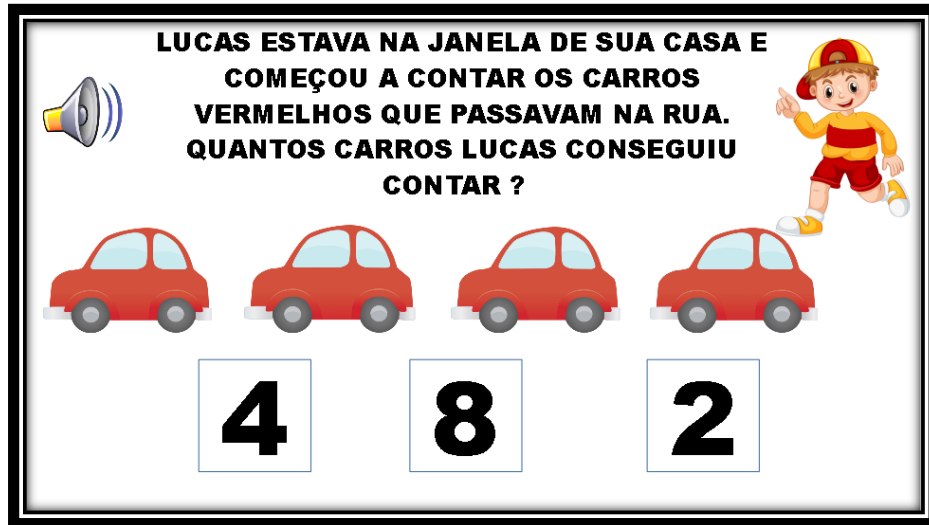 LUCAS ESTAVA NA JANELA DE SUA CASA E
COMEÇOU A CONTAR OS CARROS
VERMELHOS QUE PASSAVAM NA RUA.
QUANTOS CARROS LUCAS CONSEGUIU
CONTAR ?
4 8 2